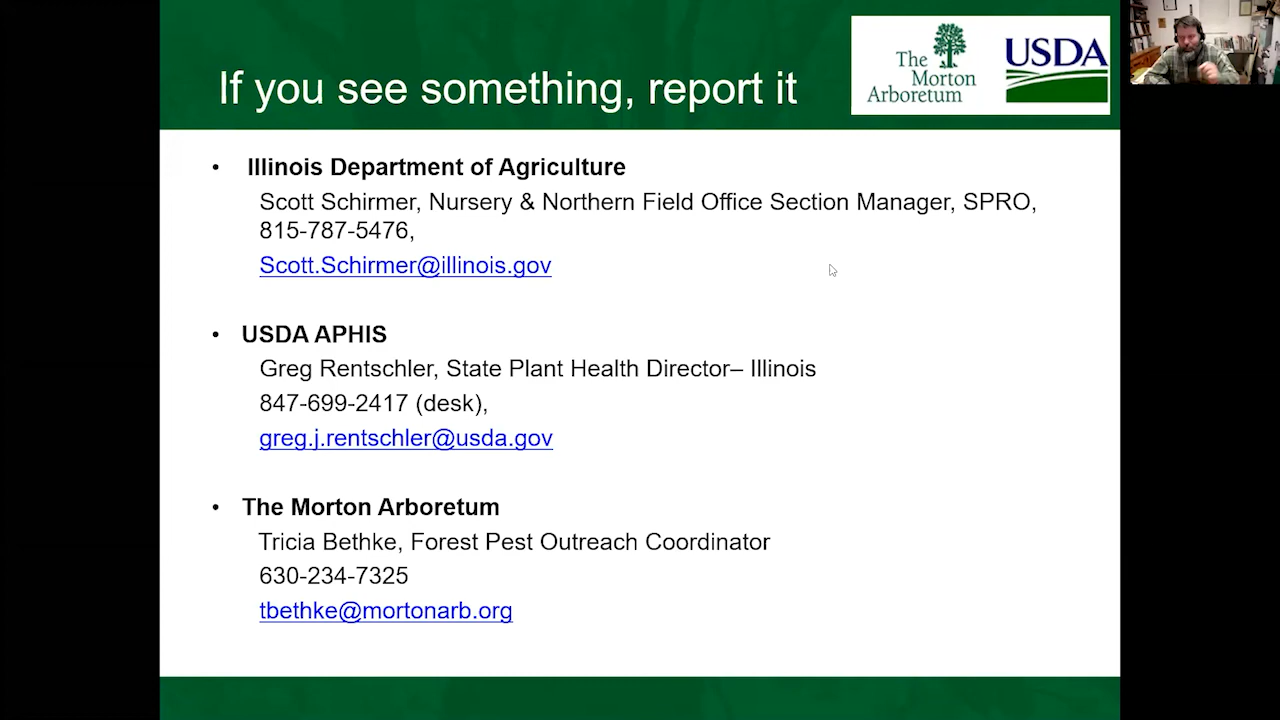 If you see something, report it
The
Morton
Arboretum
USDA
• Illinois Department of Agriculture
Scott Schirmer, Nursery & Northern Field Office Section Manager, SPRO,
815-787-5476,
Scott.Schirmer@illinois.gov
• USDA APHIS
Greg Rentschler, State Plant Health Director– Illinois
847-699-2417 (desk),
greg.j.rentschler@usda.gov
• The Morton Arboretum
Tricia Bethke, Forest Pest Outreach Coordinator
630-234-7325
tbethke@mortonarb.org